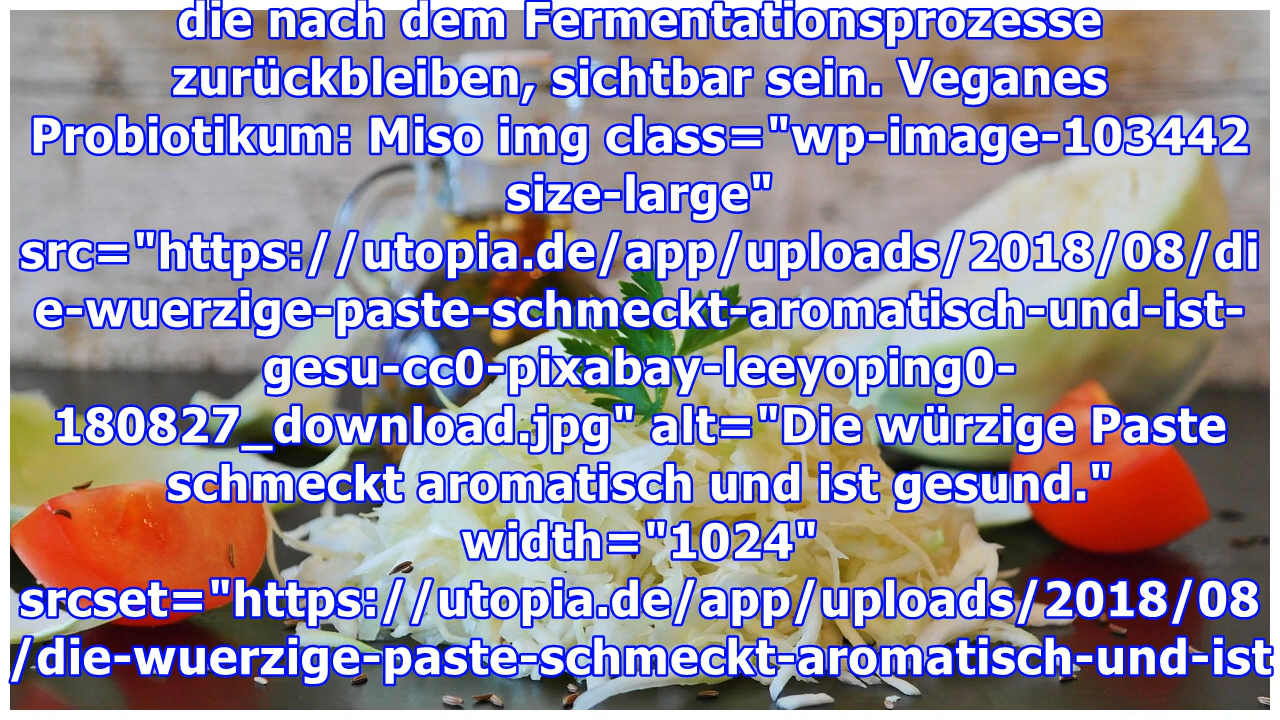 die nach dem Fermentationsprozesse
zurückbleiben, sichtbar sein. Veganes
Probiotikum: Miso img class="wp-image-103442
size-large"
src="https://utopia.de/app/uploads/2018/08/di
e-wuerzige-paste-schmeckt-aromatisch-und-ist-
gesu-cc0-pixabay-leeyoping0-
180827_download.jpg" alt="Die würzige Paste
schmeckt aromatisch und ist gesund."
width="1024"
srcset="https://utopia.de/app/uploads/2018/08
/die-wuerzige-paste-schmeckt-aromatisch-und-ist